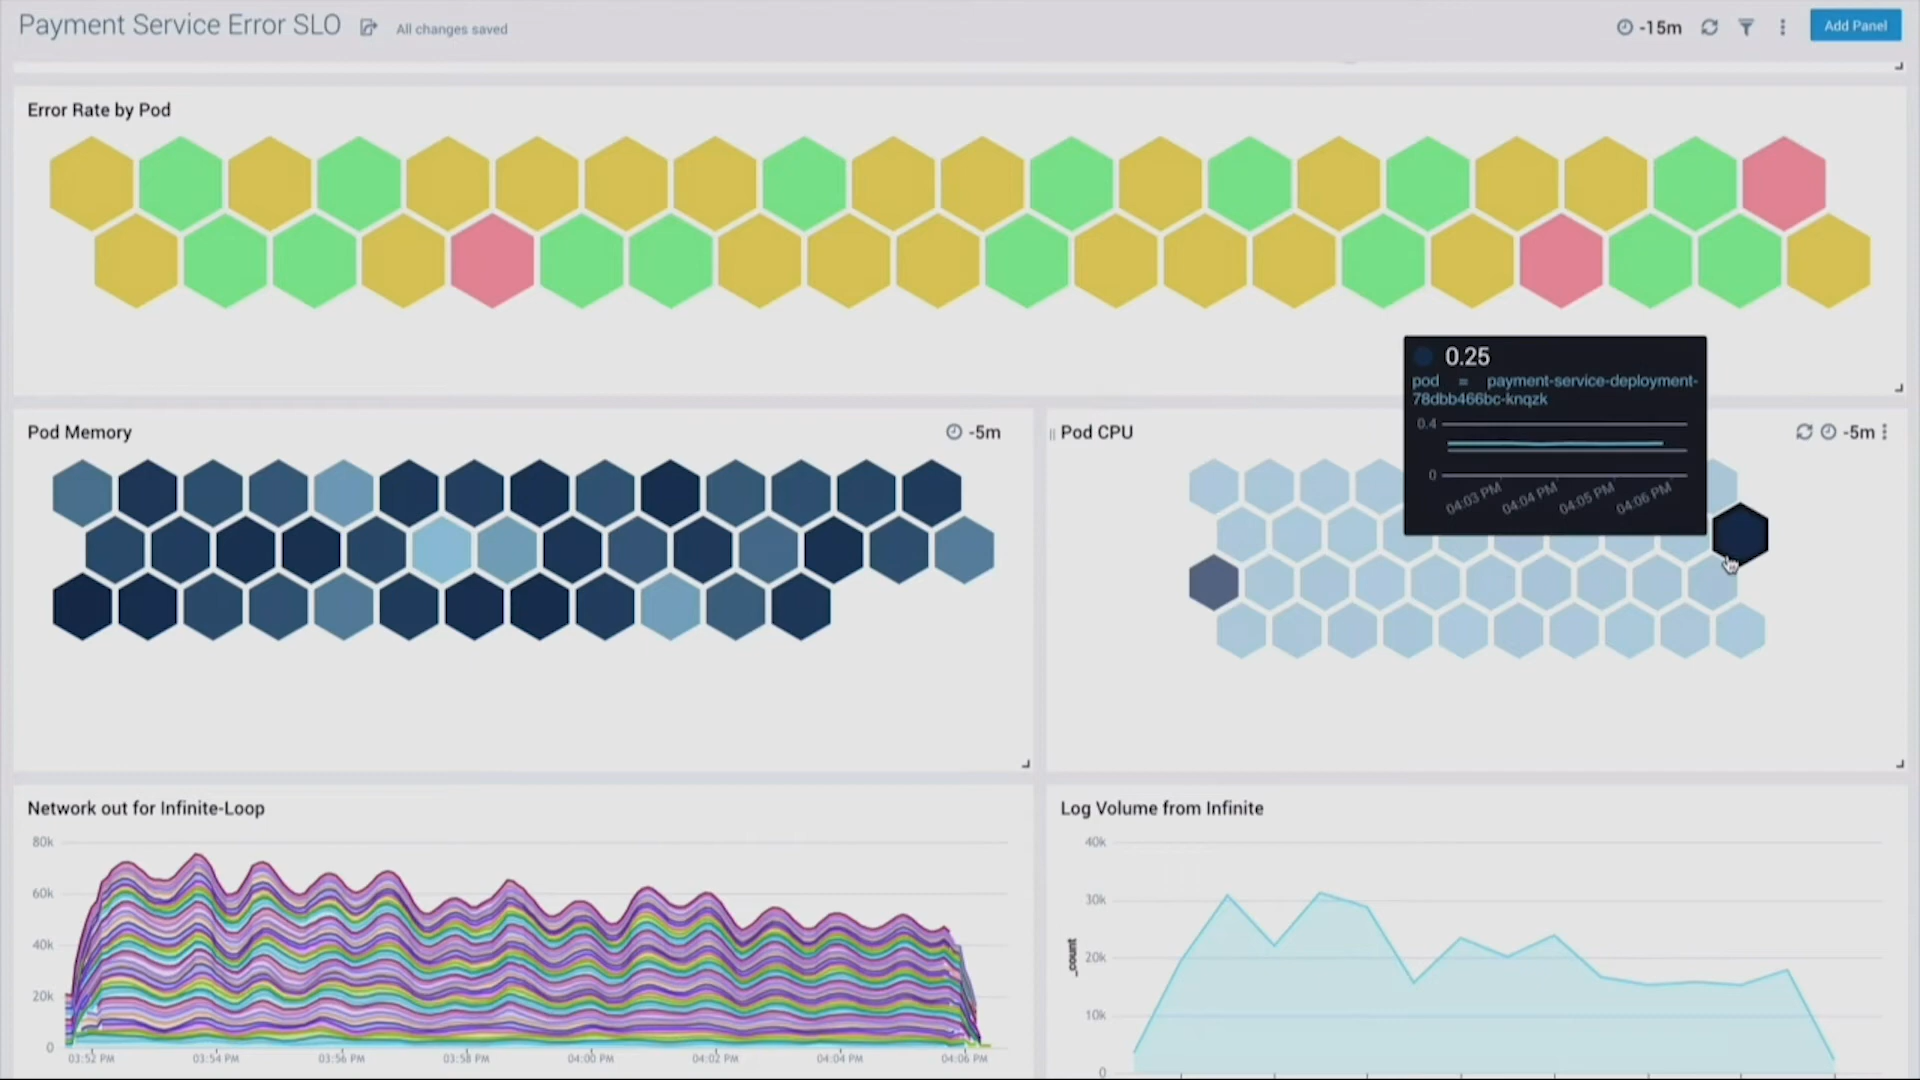 Payment Service Error SLO
All changes saved
-15m
Add Panel
Error Rate by Pod
0.25
pod = payment-service-deployment-
78dbb466bc-knqzk
0.4
0
04:03 PM 04:04 PM 04:05 PM 04:06 PM
Pod Memory
-5m
Pod CPU
-5m
Network out for Infinite-Loop
80k
60k
40k
20k
0
03:52 PM 03:54 PM 03:56 PM 03:58 PM 04:00 PM 04:02 PM 04:04 PM 04:06 PM
Log Volume from Infinite
_count
40k
30k
20k
10k
0